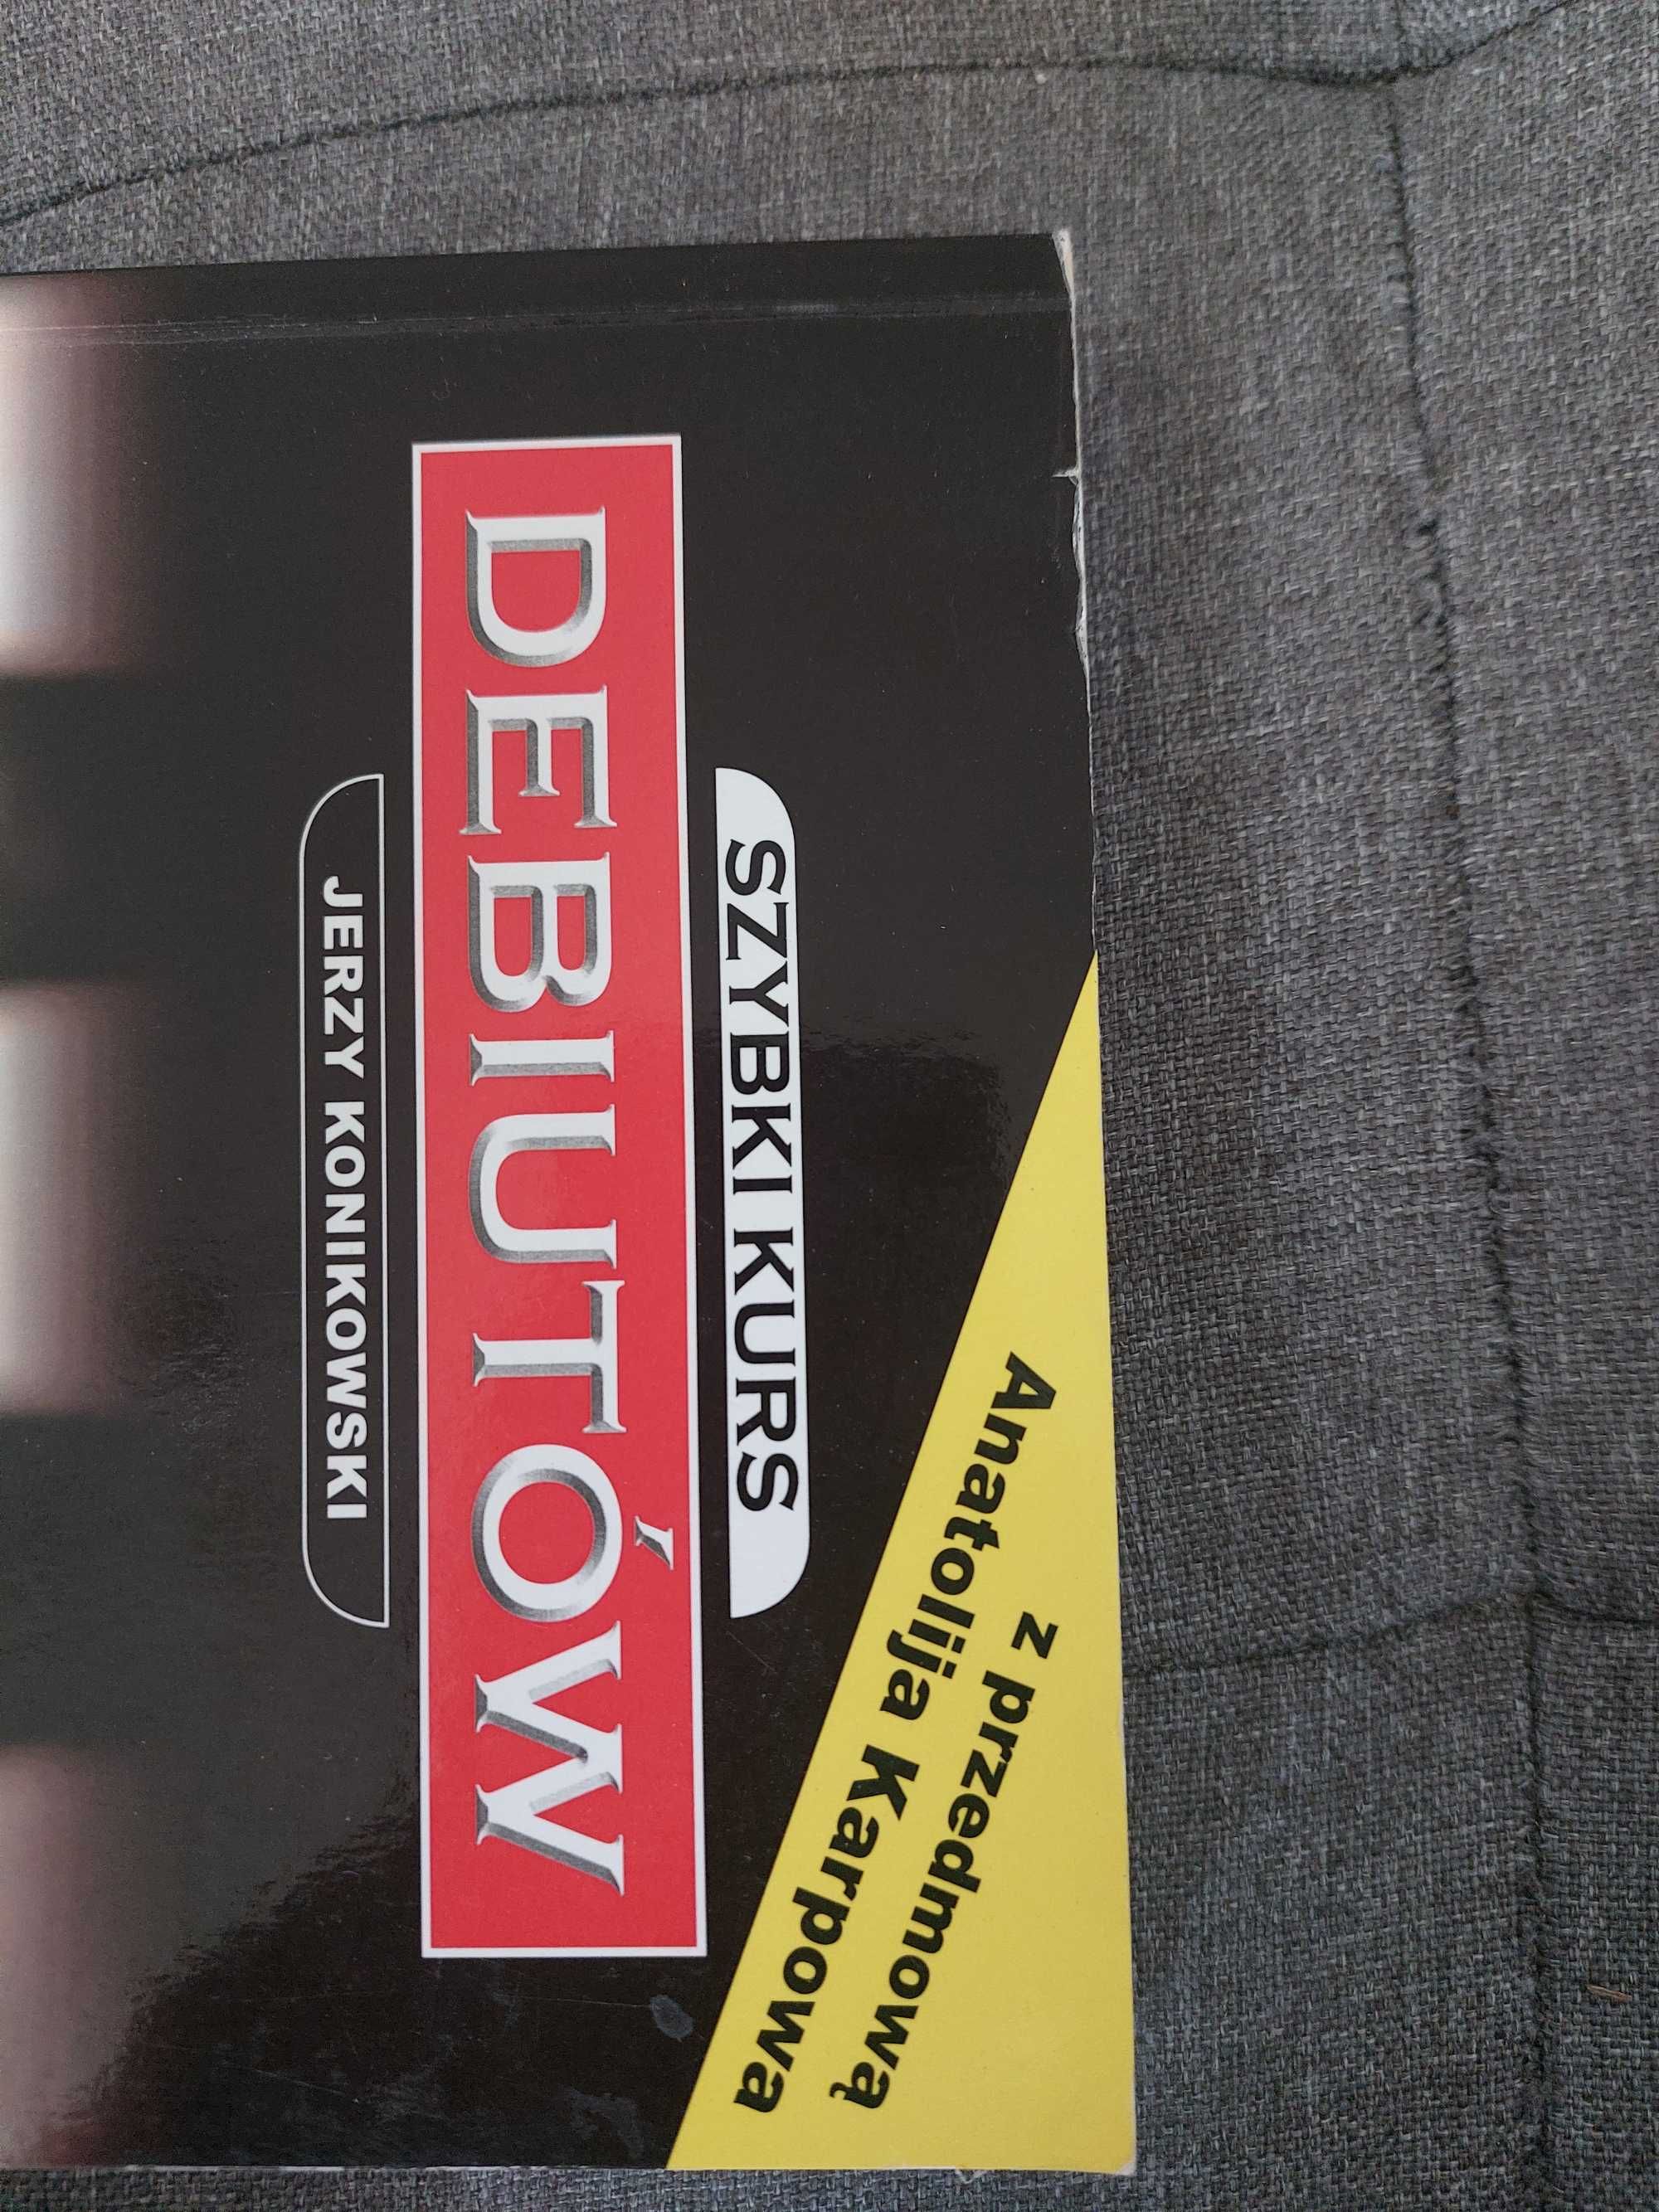 z przedmową
Anatolija Karpowa
SZYBKI KURS
DEBIUTÓW
JERZY KONIKOWSKI